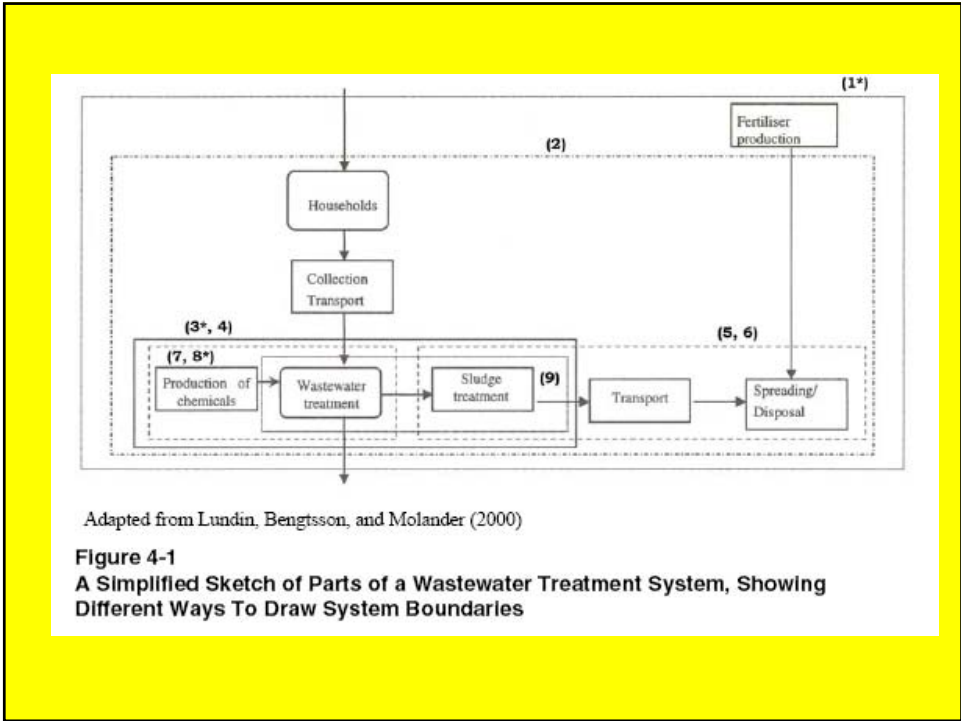 (1*)
Fertiliser
production
(2)
Households
Collection
Transport
(3*, 4)
(5, 6)
(7, 8*)
Production of
chemicals
Wastewater
treatment
Sludge
treatment
(9)
Transport
Spreading/
Disposal
Adapted from Lundin, Bengtsson, and Molander (2000)
Figure 4-1
A Simplified Sketch of Parts of a Wastewater Treatment System, Showing
Different Ways To Draw System Boundaries